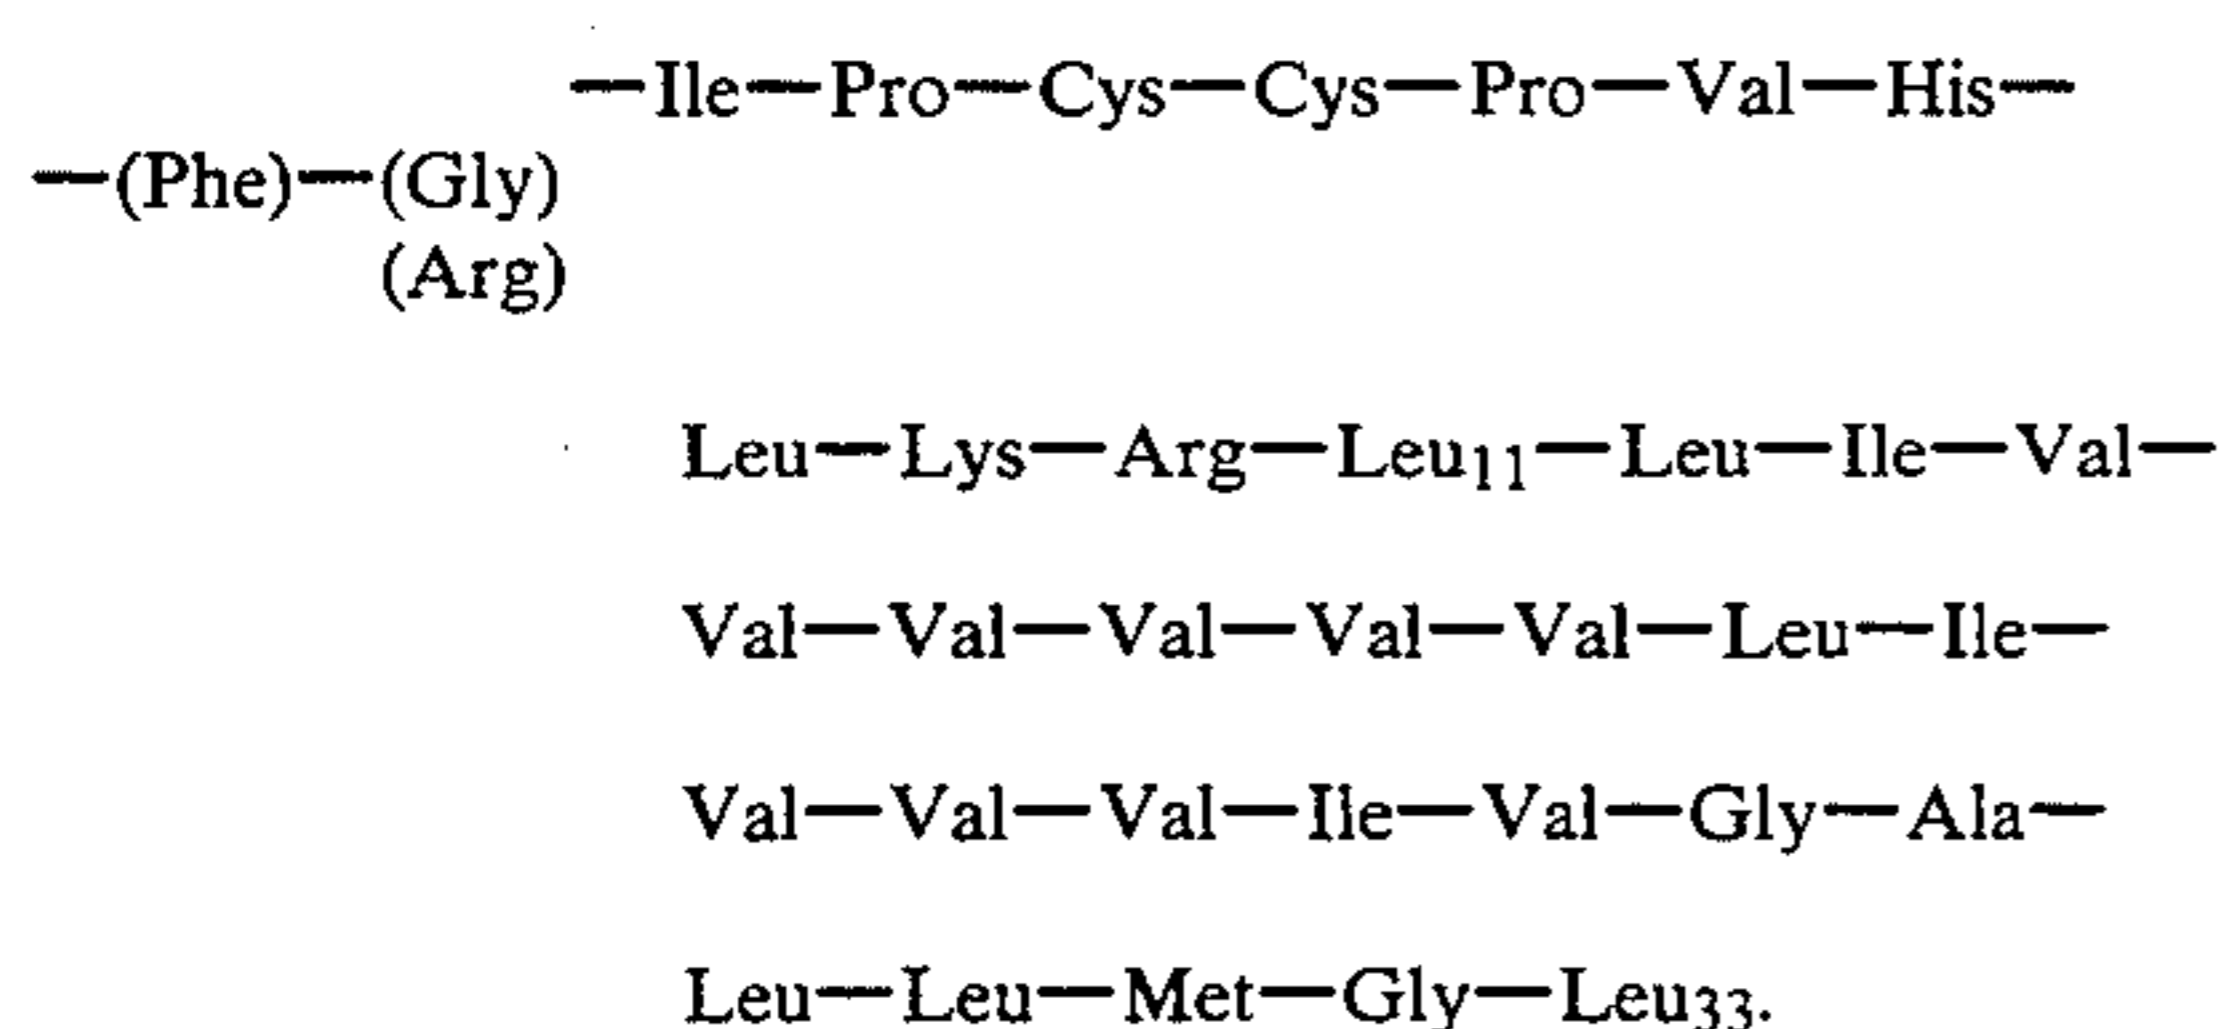 —Ile—Pro—Cys—Cys—Pro—Val—His—
—(Phe)—(Gly)
(Arg)
Leu—Lys—Arg—Leu₁₁—Leu—Ile—Val—
Val—Val—Val—Val—Val—Leu—Ile—
Val—Val—Val—Ile—Val—Gly—Ala—
Leu—Leu—Met—Gly—Leu₃₃.